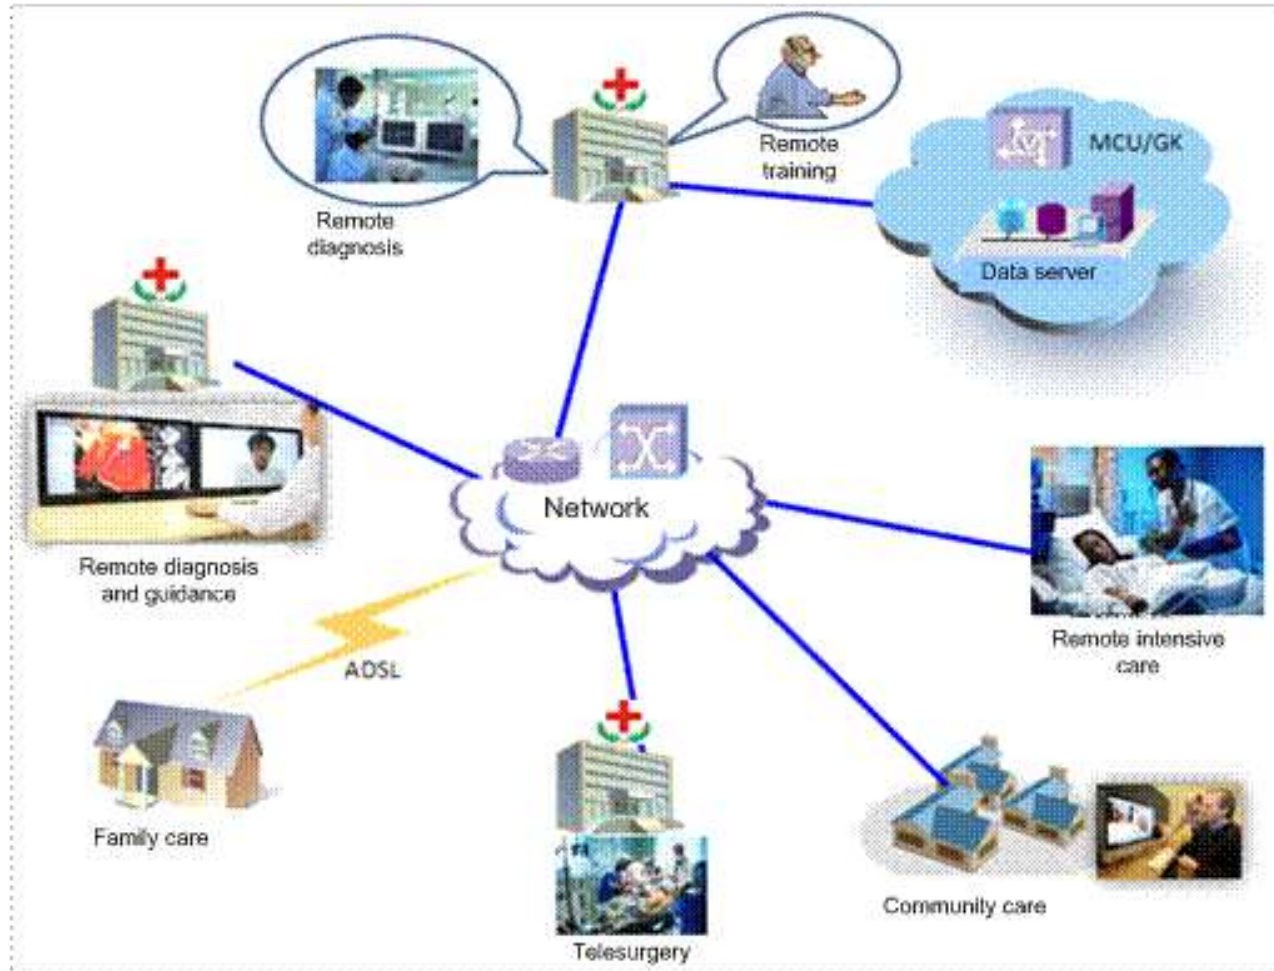 Remote
training
MCU/GK
Remote
diagnosis
Data server
Network
Remote diagnosis
and guidance
Remote intensive
care
ADSL
Family care
Community care
Telesurgery